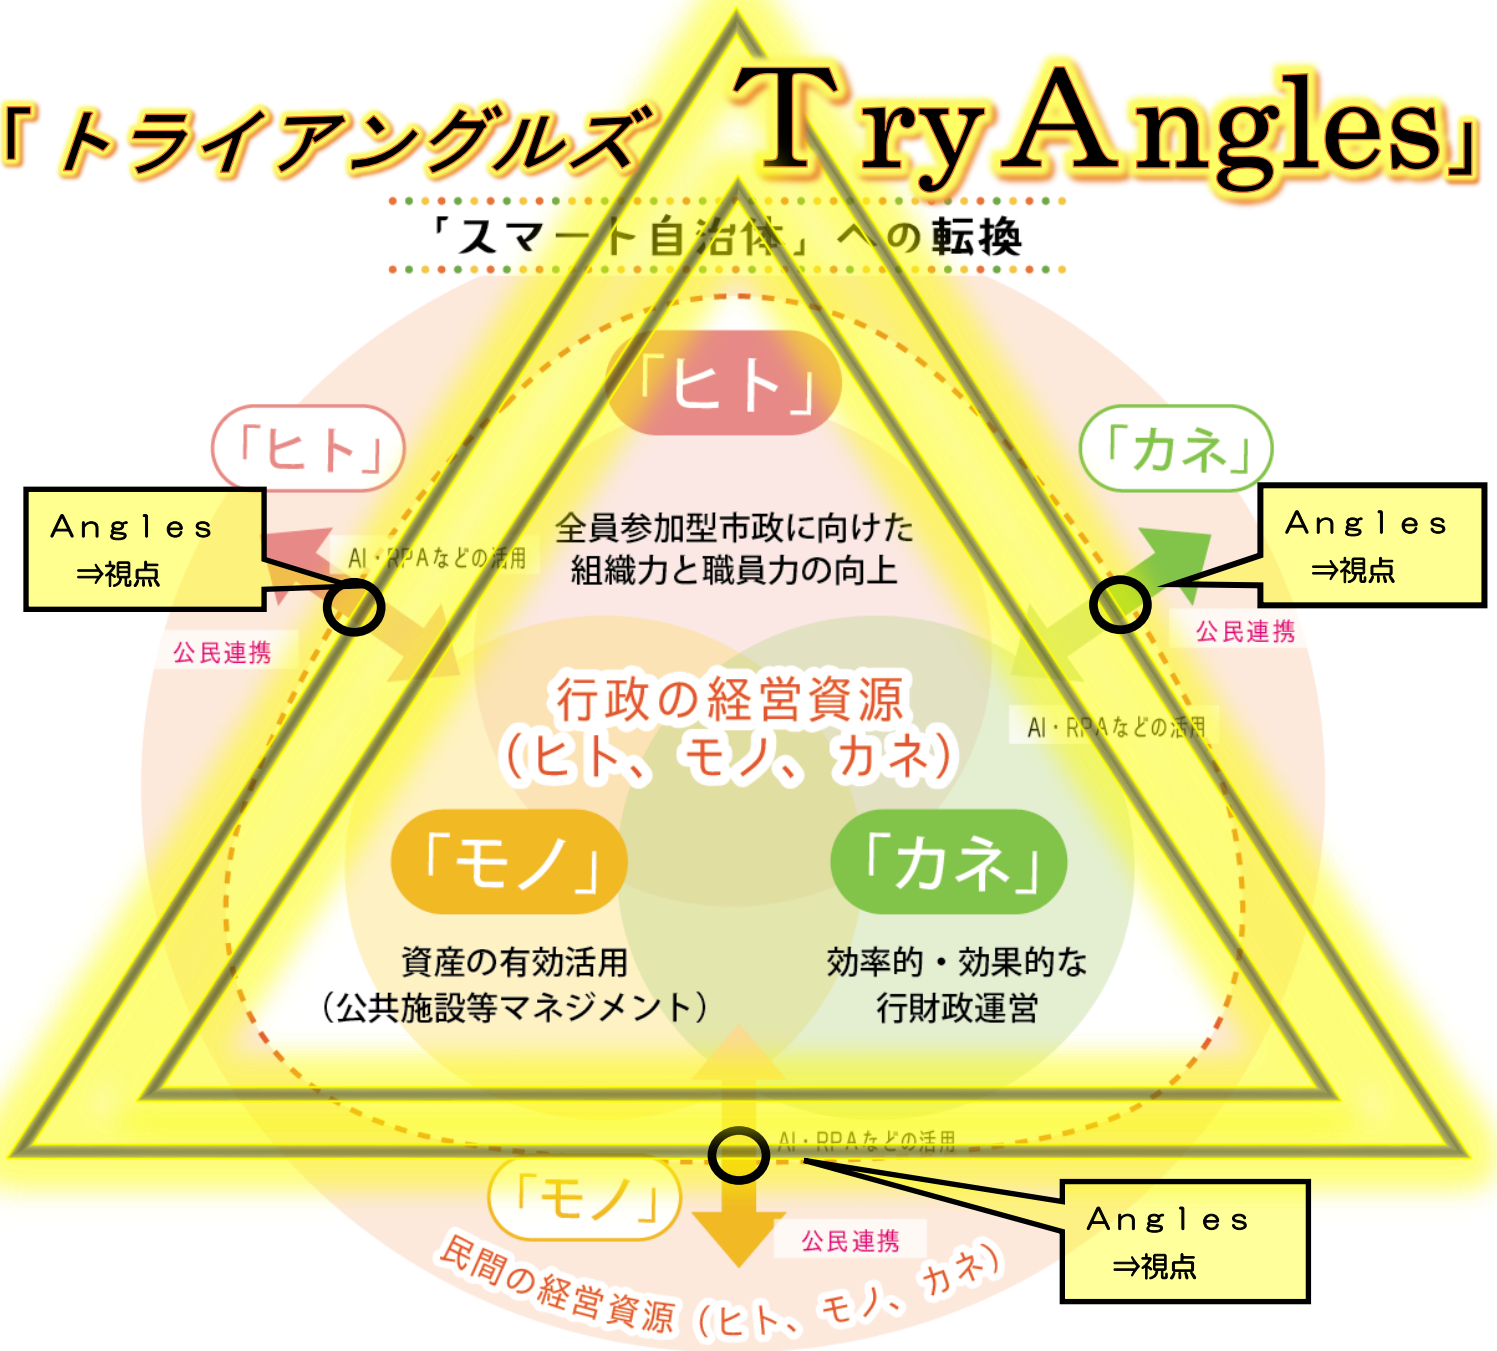 「トライアングルズ TryAngles」
「スマート自治体」への転換
「ヒト」
「ヒト」
「カネ」
Angles
⇒視点
Angles
⇒視点
AI・RPAなどの活用
全員参加型市政に向けた
組織力と職員力の向上
公民連携
公民連携
行政の経営資源
（ヒト、モノ、カネ）
AI・RPAなどの活用
「モノ」
「カネ」
資産の有効活用
（公共施設等マネジメント）
効率的・効果的な
行財政運営
AI・RPAなどの活用
「モノ」
公民連携
Angles
⇒視点
民間の経営資源（ヒト、モノ、カネ）